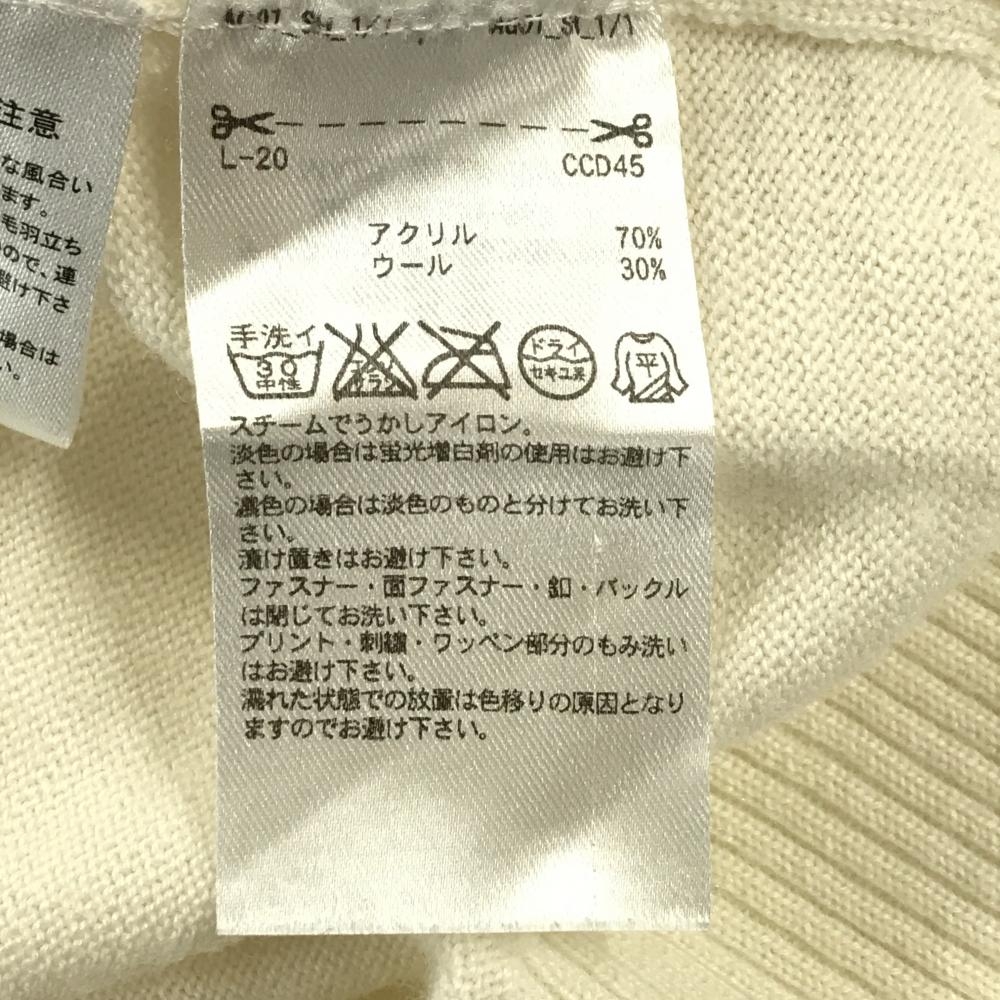 注意
な風合い
ます。
毛羽立ち
ので、連
避け下さ
場合は
い。
L-20 CCD45
アクリル 70%
ウール 30%
手洗イ
30
中性
ドライ
セキユ系
平
スチームでうかしアイロン。
淡色の場合は蛍光増白剤の使用はお避け下
さい。
濃色の場合は淡色のものと分けてお洗い下
さい。
漬け置きはお避け下さい。
ファスナー・面ファスナー・釦・バックル
は閉じてお洗い下さい。
プリント・刺繍・ワッペン部分のもみ洗い
はお避け下さい。
濡れた状態での放置は色移りの原因となり
ますのでお避け下さい。